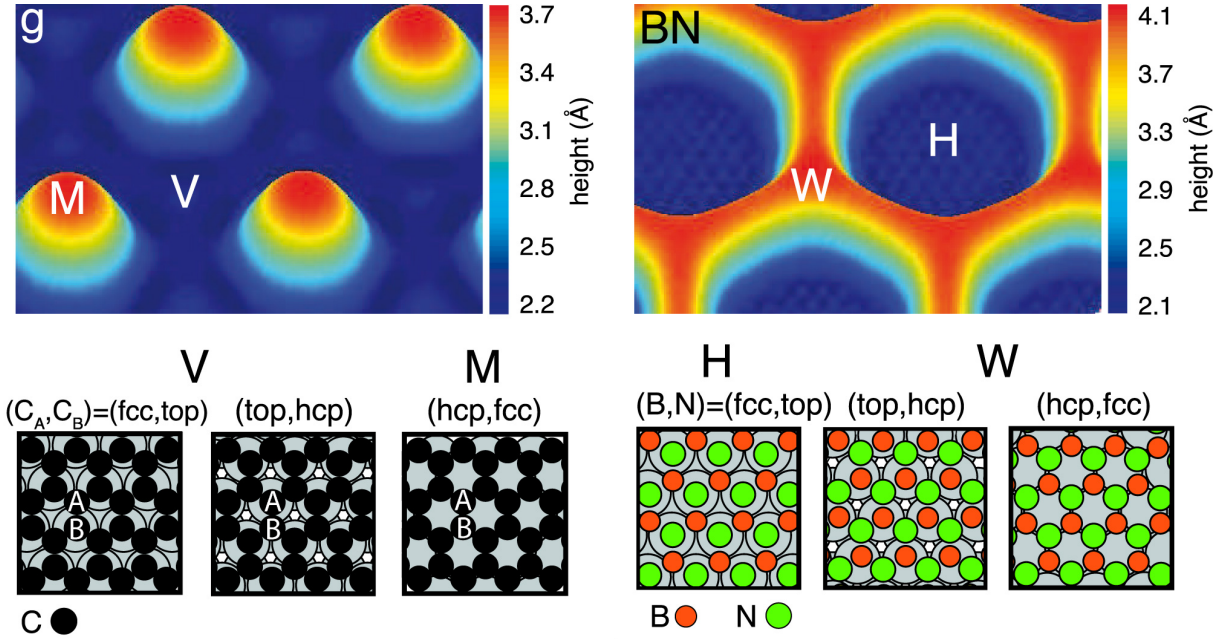 g
M
V
3.7
3.4
3.1
2.8
2.5
2.2
height (Å)
BN
H
W
4.1
3.7
3.3
2.9
2.5
2.1
height (Å)
V
M
(C_A,C_B)=(fcc,top)
(top,hcp)
(hcp,fcc)
A
B
A
B
A
B
C
H
W
(B,N)=(fcc,top)
(top,hcp)
(hcp,fcc)
B
N